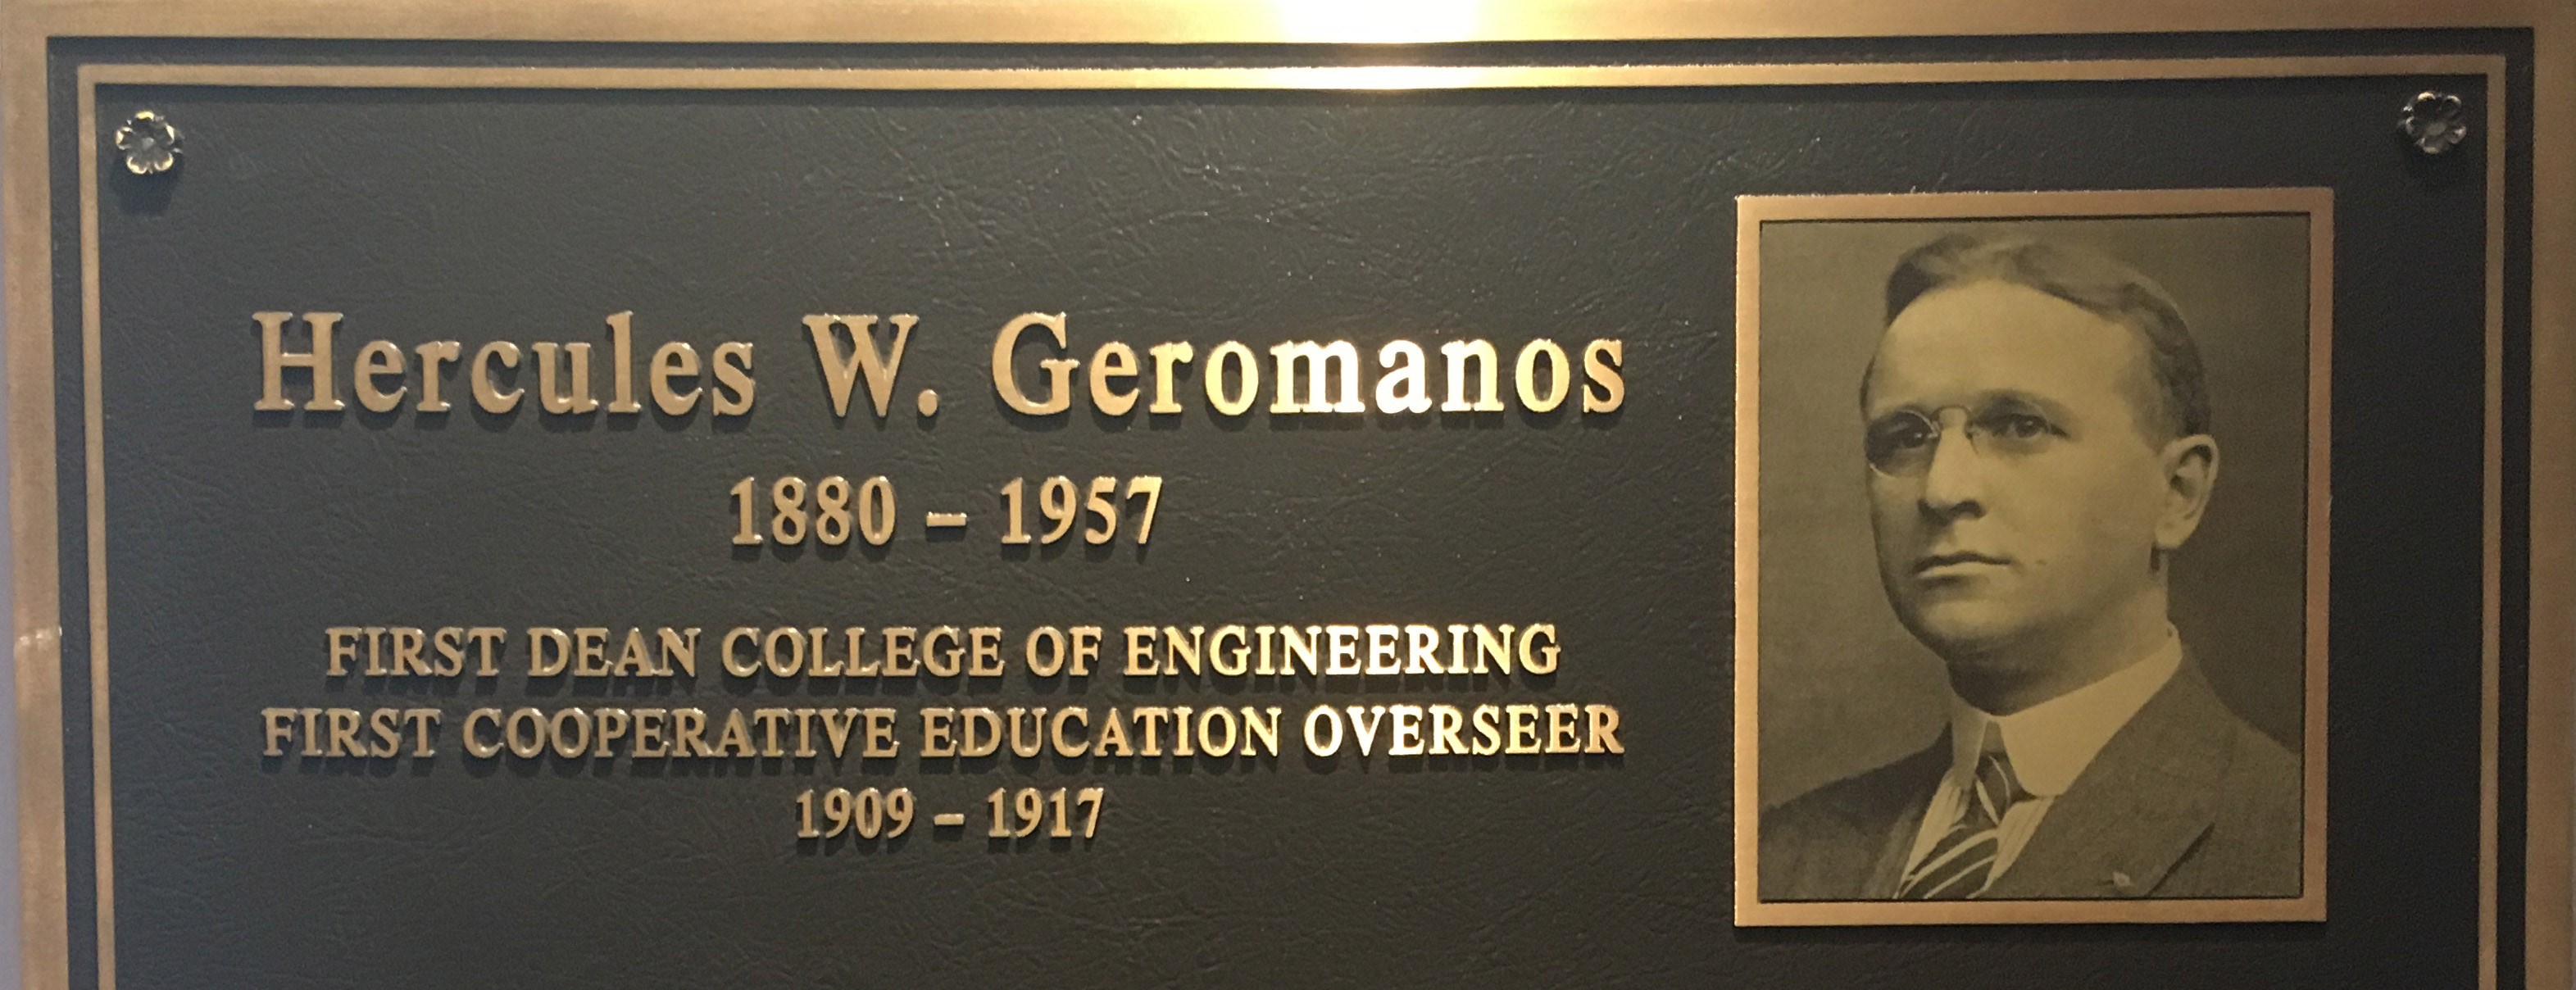 Hercules W. Geromanos
1880 – 1957
FIRST DEAN COLLEGE OF ENGINEERING
FIRST COOPERATIVE EDUCATION OVERSEER
1909 – 1917